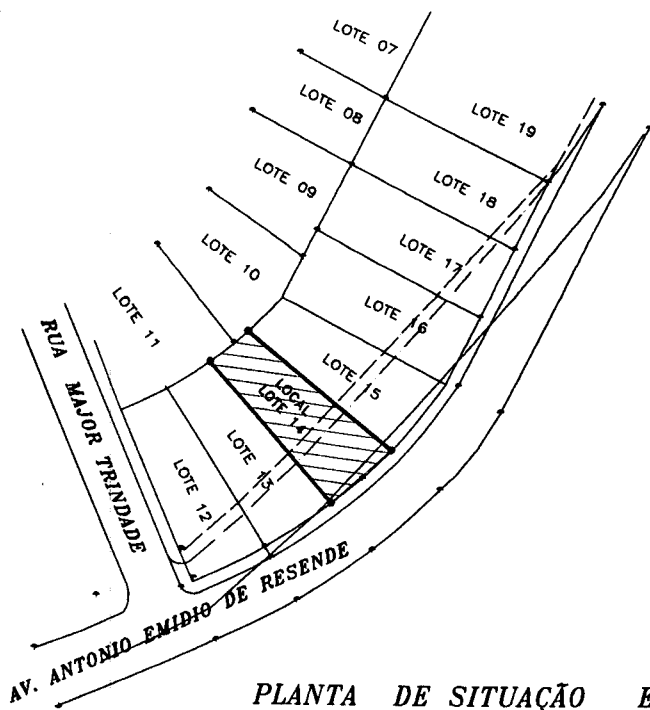 LOTE 07
LOTE 08
LOTE 19
LOTE 09
LOTE 18
LOTE 10
LOTE 17
LOTE 11
LOTE 16
LOTE 15
LOCAL
LOTE 14
LOTE 13
LOTE 12
RUA MAJOR TRINDADE
AV. ANTONIO EMIDIO DE RESENDE
PLANTA DE SITUAÇÃO E